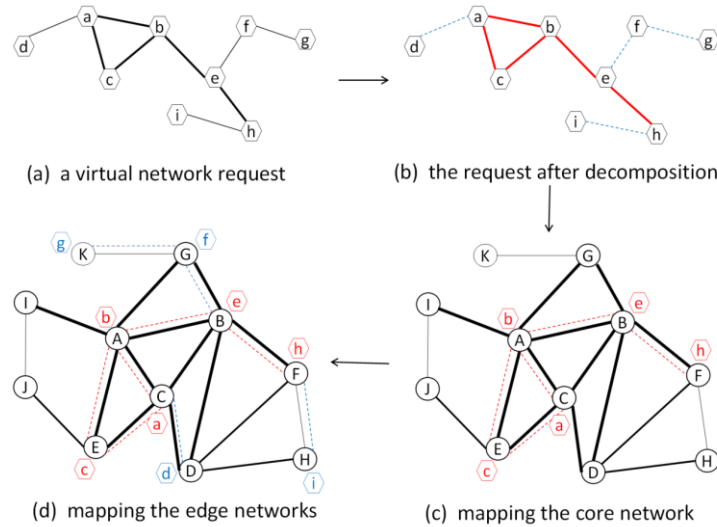 a
b
f
g
d
c
e
i
h
a
b
f
g
d
c
e
i
h
(a) a virtual network request
(b) the request after decomposition
g
K
G
f
I
b
A
B
e
J
C
h
F
a
E
c
d
D
H
i
(d) mapping the edge networks
K
G
I
b
A
B
e
J
C
h
F
a
E
c
D
H
(c) mapping the core network